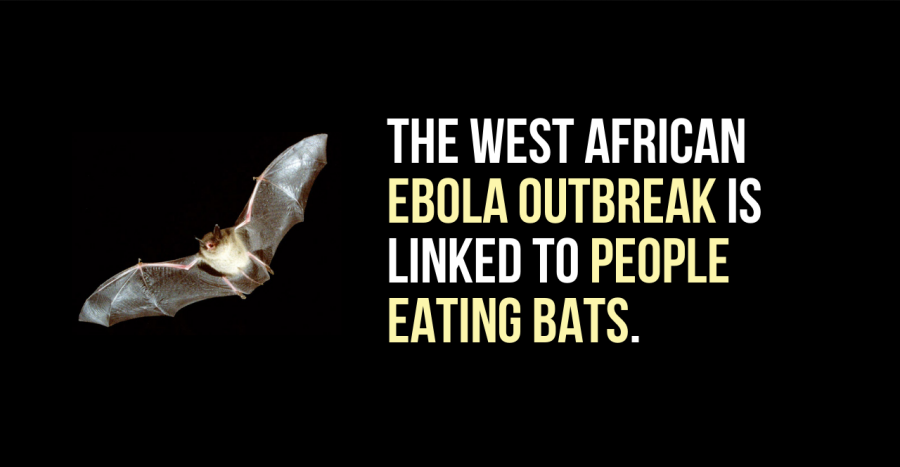 THE WEST AFRICAN
EBOLA OUTBREAK IS
LINKED TO PEOPLE
EATING BATS.